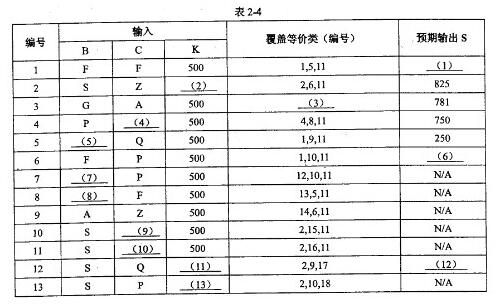 表 2-4
编号 输入 覆盖等价类（编号） 预期输出 S
B C K
1 F F 500 1,5,11 （1）
2 S Z （2） 2,6,11 825
3 G A 500 （3） 781
4 P （4） 500 4,8,11 750
5 （5） Q 500 1,9,11 250
6 F P 500 1,10,11 （6）
7 （7） P 500 12,10,11 N/A
8 （8） F 500 13,5,11 N/A
9 A Z 500 14,6,11 N/A
10 S （9） 500 2,15,11 N/A
11 S （10） 500 2,16,11 N/A
12 S Q （11） 2,9,17 （12）
13 S P （13） 2,10,18 N/A